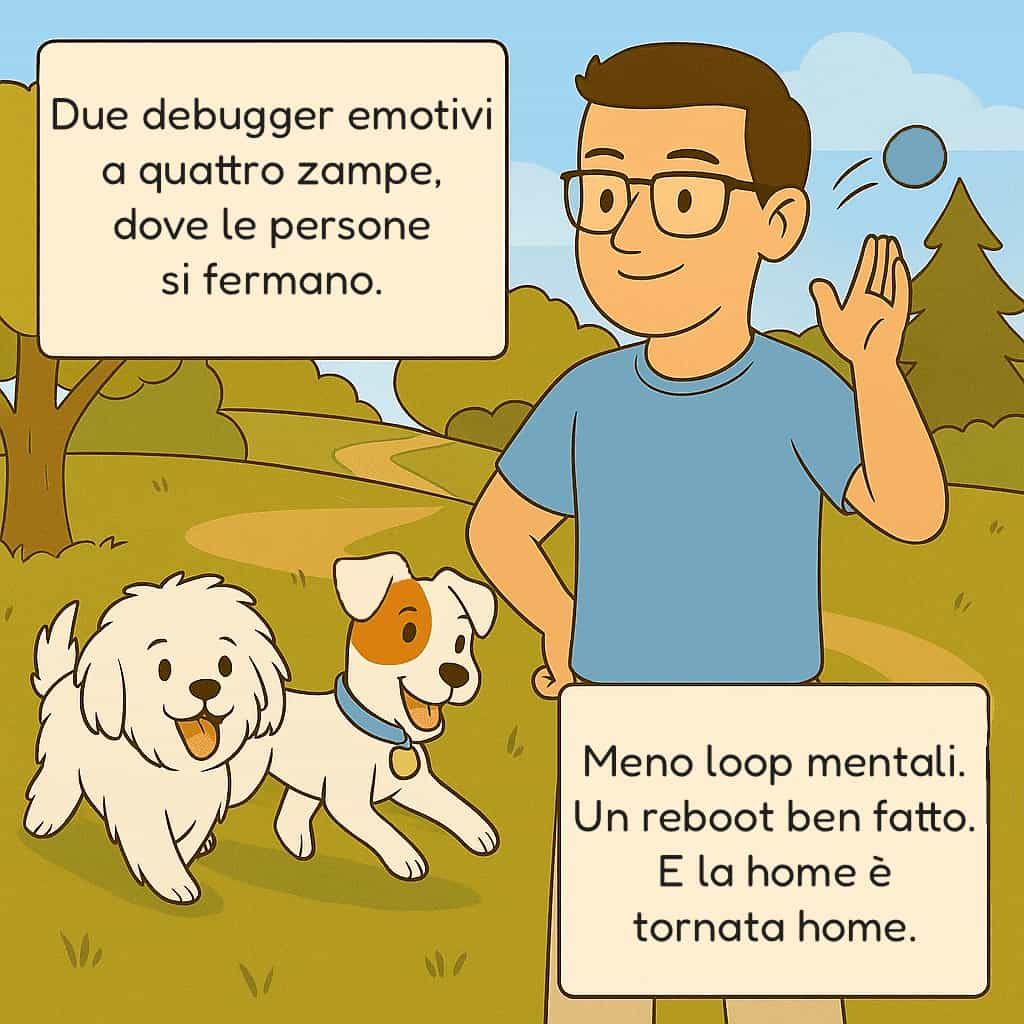 Due debugger emotivi
a quattro zampe,
dove le persone
si fermano.
Meno loop mentali.
Un reboot ben fatto.
E la home è
tornata home.